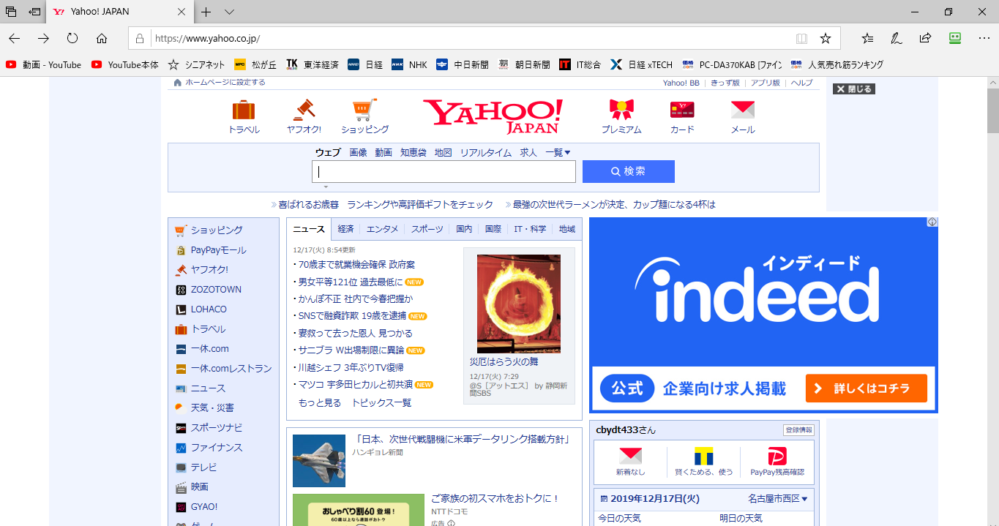 Yahoo! JAPAN
https://www.yahoo.co.jp/
動画 - YouTube
YouTube本体
シニアネット
松が丘
東洋経済
日経
NHK
中日新聞
朝日新聞
IT総合
日経 xTECH
PC-DA370KAB [ファイン
人気売れ筋ランキング
ホームページに設定する
Yahoo! BB
きっず版
アプリ版
ヘルプ
閉じる
トラベル
ヤフオク!
ショッピング
YAHOO! JAPAN
プレミアム
カード
メール
ウェブ 画像 動画 知恵袋 地図 リアルタイム 求人 一覧▼
検索
喜ばれるお歳暮 ランキングや高評価ギフトをチェック
最強の次世代ラーメンが決定、カップ麺になる4杯は
ショッピング
PayPayモール
ヤフオク!
ZOZOTOWN
LOHACO
トラベル
一休.com
一休.comレストラン
ニュース
天気・災害
スポーツナビ
ファイナンス
テレビ
映画
GYAO!
ゲーム
ニュース 経済 エンタメ スポーツ 国内 国際 IT・科学 地域
12/17(火) 8:54更新
・70歳まで就業機会確保 政府案
・男女平等121位 過去最低に NEW
・かんぽ不正 社内で今春把握か
・SNSで融資詐欺 19歳を逮捕 NEW
・妻救って去った恩人 見つかる
・サニブラ W出場制限に異論 NEW
・川越シェフ 3年ぶりTV復帰
・マツコ 宇多田ヒカルと初共演 NEW
もっと見る トピックス一覧
災厄はらう火の舞
12/17(火) 7:29
@S［アットエス］ by 静岡新
聞SBS
「日本、次世代戦闘機に米軍データリンク搭載方針」
ハンギョレ新聞
おしゃべり割60 登場！
60歳以上なら通話がおトク
ご家族の初スマホをおトクに！
NTTドコモ
広告
インディード
indeed
公式 企業向け求人掲載 詳しくはコチラ
cbydt433さん
登録情報
新着なし
賢くためる、使う
PayPay残高確認
2019年12月17日(火)
名古屋市西区▼
今日の天気
明日の天気